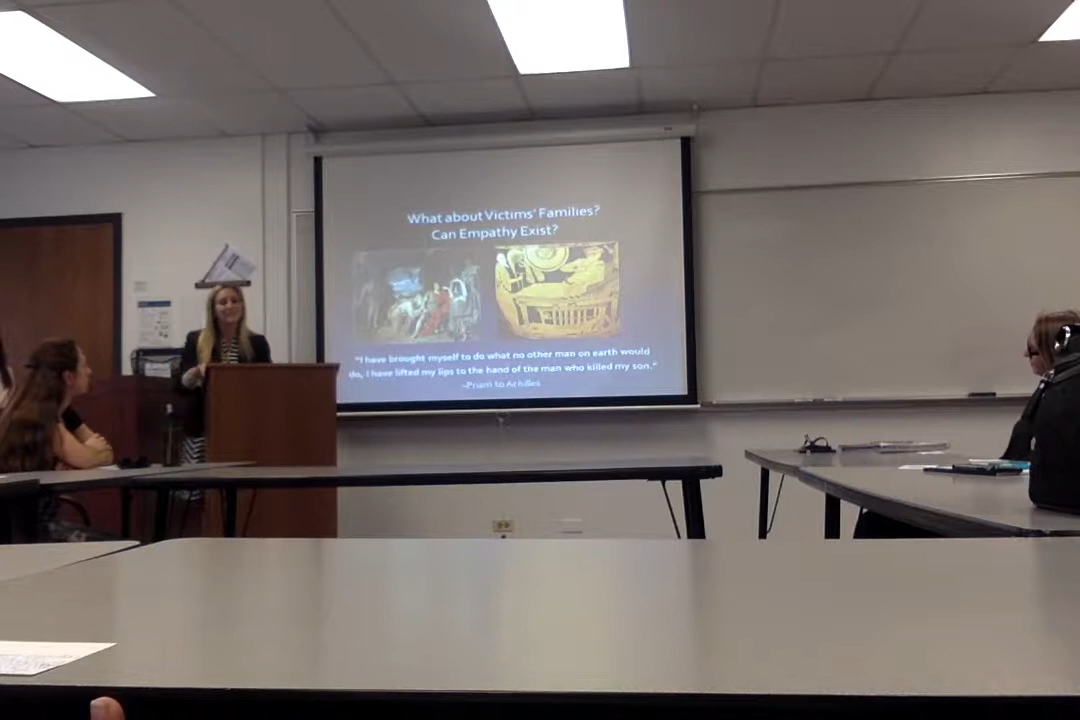 What about Victims' Families?
Can Empathy Exist?
"I have brought myself to do what no other man on earth would
do, I have lifted my lips to the hand of the man who killed my son."
~Priam to Achilles